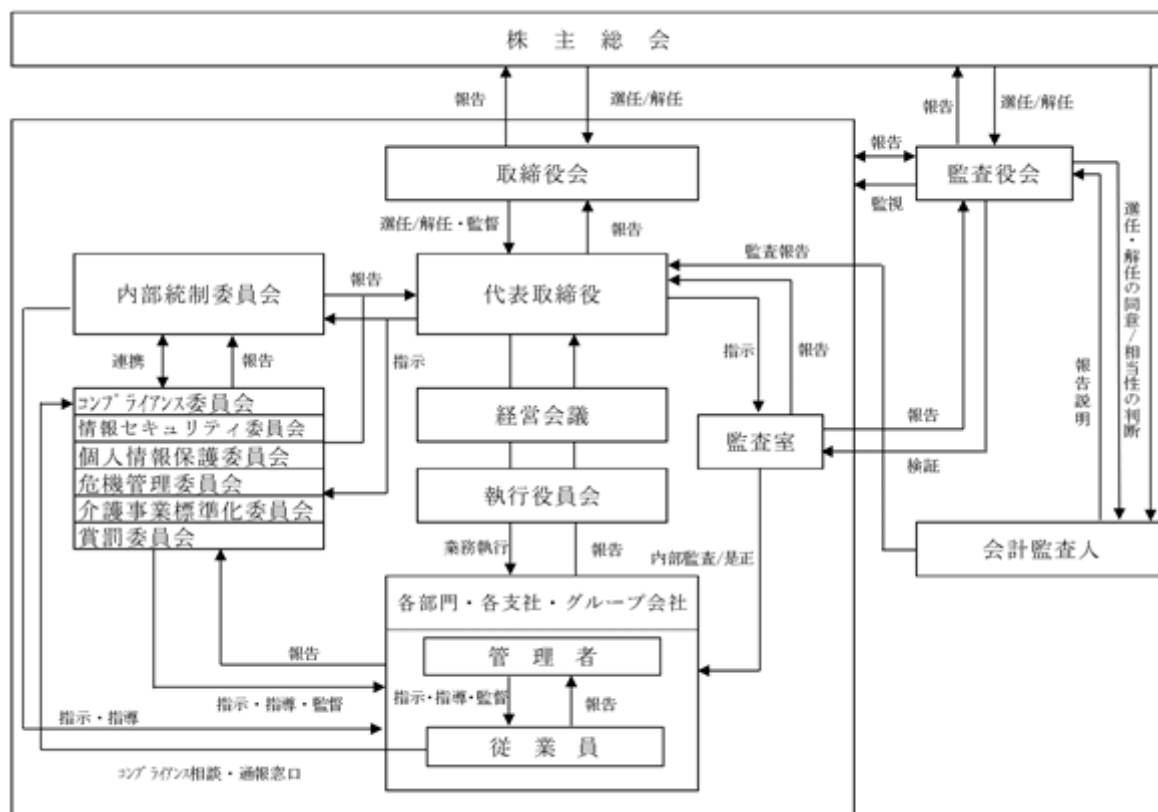 株主総会
報告
選任/解任
報告
選任/解任
取締役会
報告
監査役会
監視
選任/解任・監督
報告
監査報告
選任・解任の同意/相当性の判断
内部統制委員会
報告
代表取締役
指示
連携
報告
指示
報告
報告説明
コンプライアンス委員会
情報セキュリティ委員会
個人情報保護委員会
危機管理委員会
介護事業標準化委員会
賞罰委員会
経営会議
監査室
報告
検証
執行役員会
業務執行
報告
内部監査/是正
会計監査人
各部門・各支社・グループ会社
報告
管理者
指示・指導・監督
指示・指導・監督
報告
指示・指導
従業員
コンプライアンス相談・通報窓口